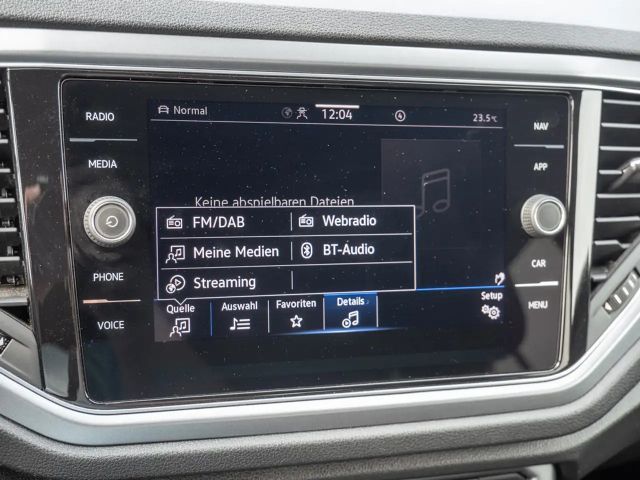 RADIO
MEDIA
PHONE
VOICE
Normal
12:04
4
23.5°C
Keine abspielbaren Dateien
FM/DAB
Webradio
Meine Medien
BT-Audio
Streaming
Quelle
Auswahl
Favoriten
Details
Setup
NAV
APP
CAR
MENU